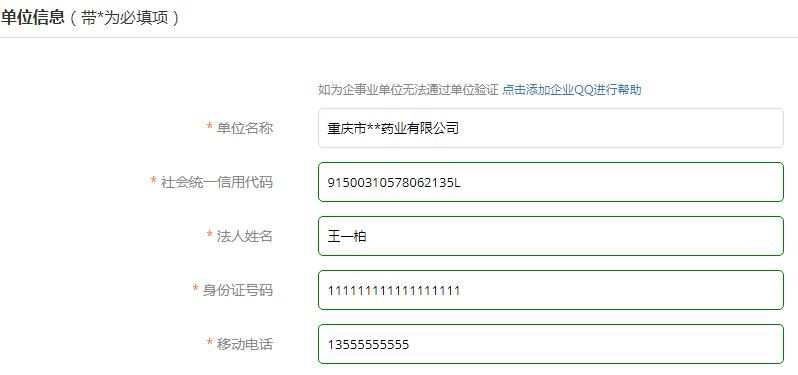 单位信息（带*为必填项）
如为企事业单位无法通过单位验证 点击添加企业QQ进行帮助
* 单位名称 重庆市**药业有限公司
* 社会统一信用代码 91500310578062135L
* 法人姓名 王一柏
* 身份证号码 111111111111111111
* 移动电话 13555555555